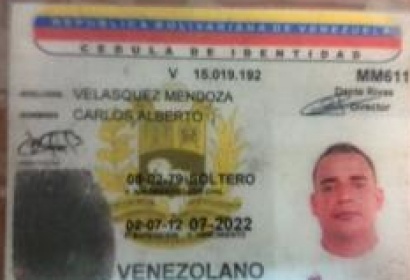 REPUBLICA BOLIVARIANA DE VENEZUELA
CEDULA DE IDENTIDAD
V 15.019.192 MM611
APELLIDOS VELASQUEZ MENDOZA Dante Rivas
NOMBRES CARLOS ALBERTO Director
08-02-79 SOLTERO
02-07-12 07-2022
VENEZOLANO